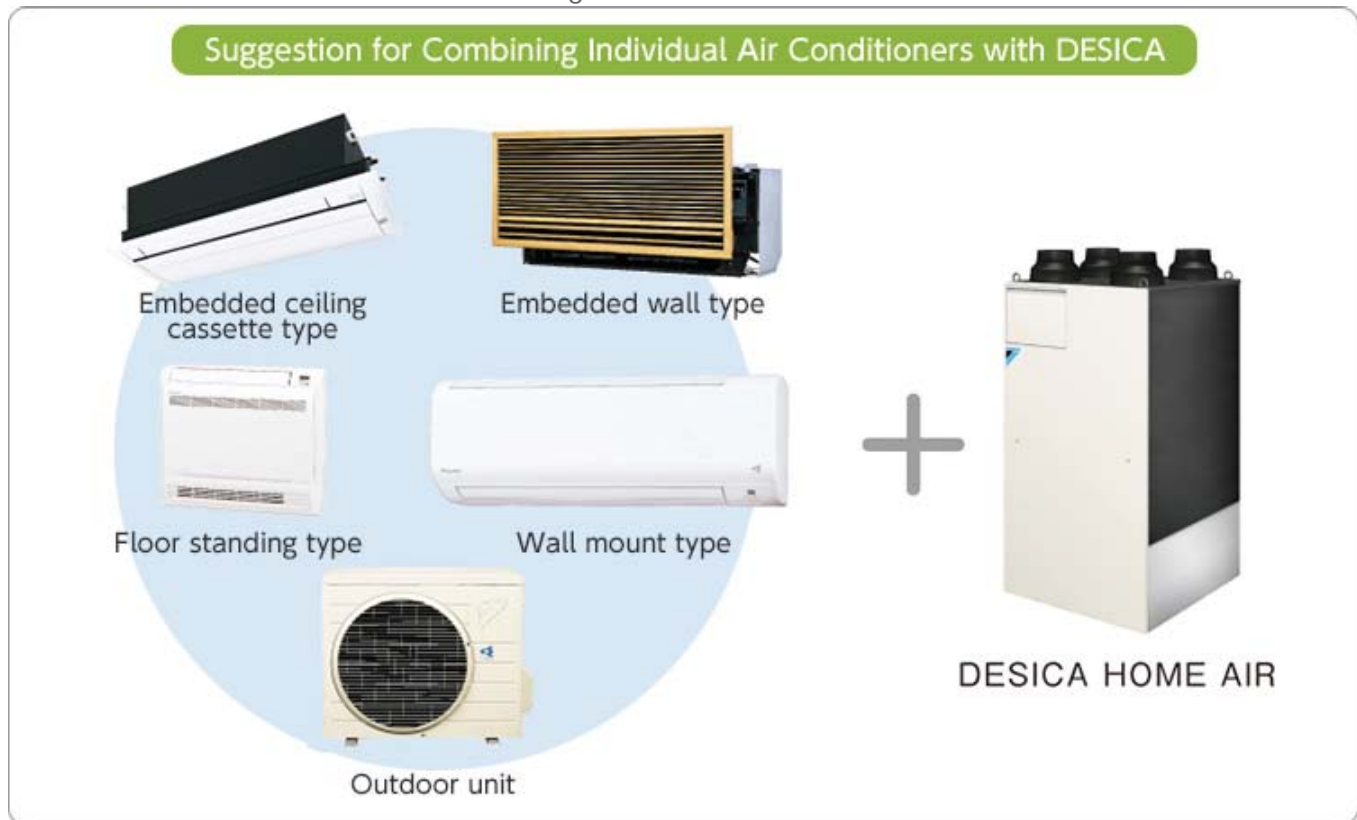 Suggestion for Combining Individual Air Conditioners with DESICA
Embedded ceiling
cassette type
Embedded wall type
Floor standing type
Wall mount type
Outdoor unit
DESICA HOME AIR